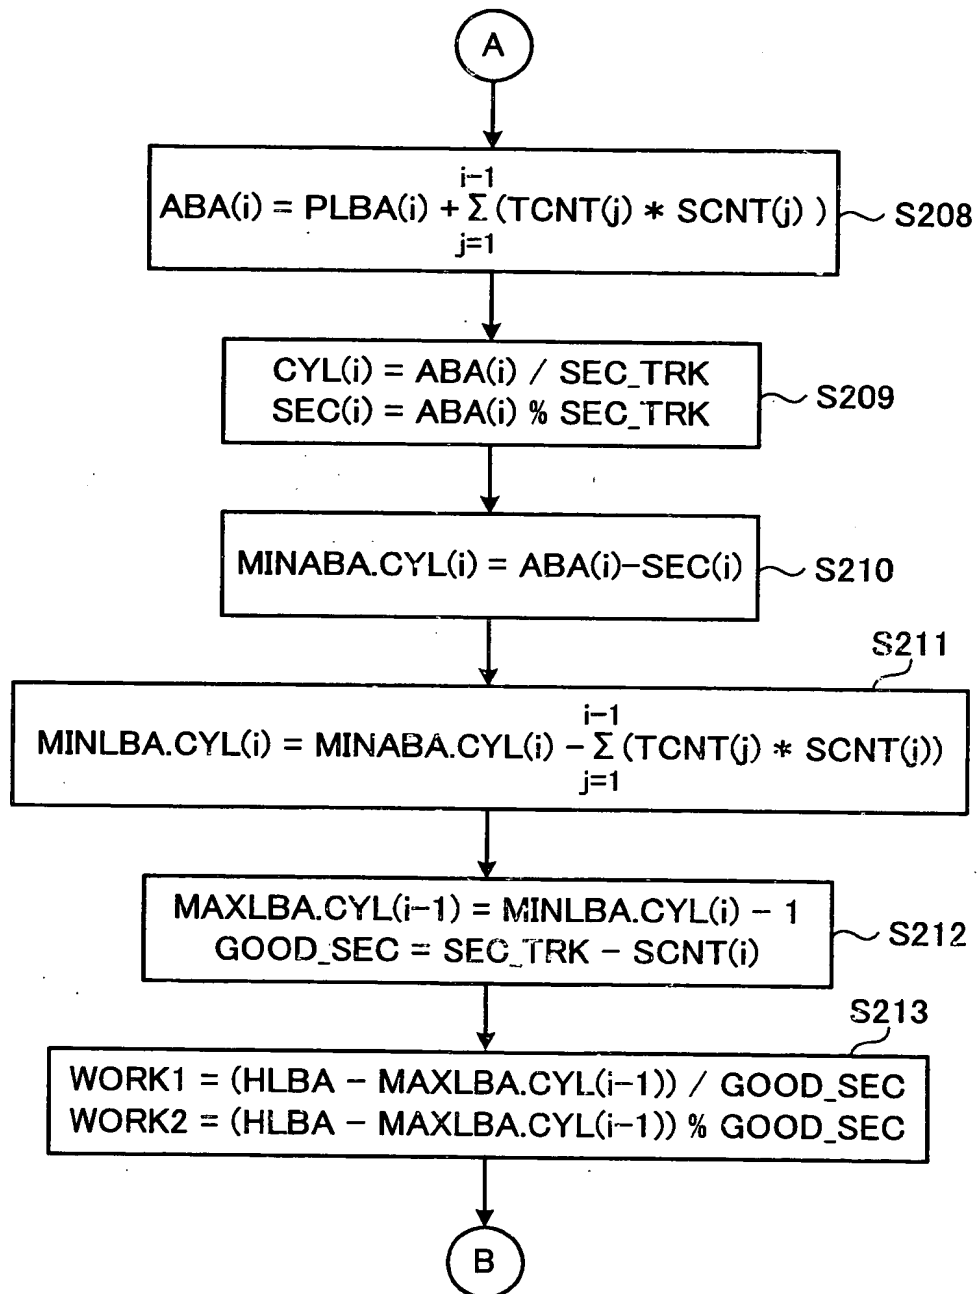 A
i-1
ABA(i) = PLBA(i) + Σ (TCNT(j) * SCNT(j) )
j=1
S208
CYL(i) = ABA(i) / SEC_TRK
SEC(i) = ABA(i) % SEC_TRK
S209
MINABA.CYL(i) = ABA(i)-SEC(i)
S210
S211
i-1
MINLBA.CYL(i) = MINABA.CYL(i) - Σ (TCNT(j) * SCNT(i))
j=1
MAXLBA.CYL(i-1) = MINLBA.CYL(i) - 1
GOOD_SEC = SEC_TRK - SCNT(i)
S212
S213
WORK1 = (HLBA - MAXLBA.CYL(i-1)) / GOOD_SEC
WORK2 = (HLBA - MAXLBA.CYL(i-1)) % GOOD_SEC
B